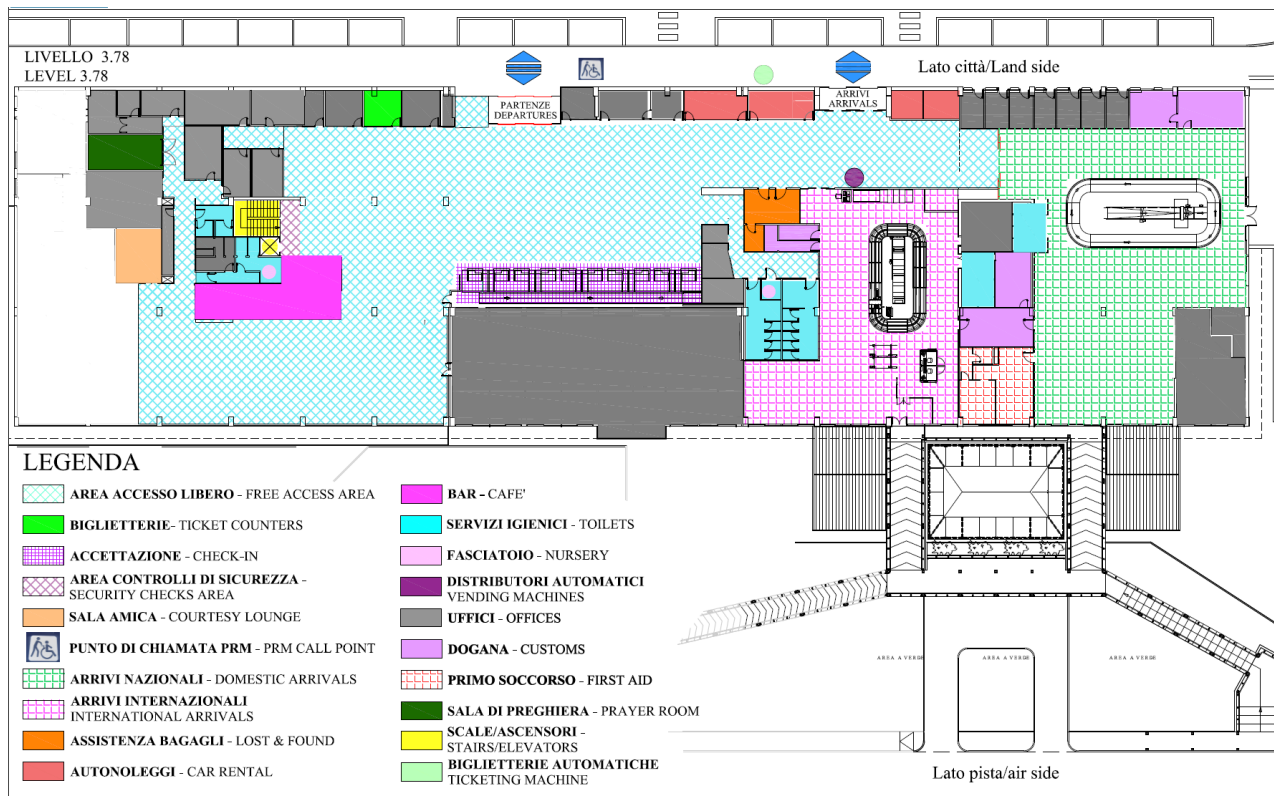 LIVELLO 3.78
LEVEL 3.78
Lato città/Land side
PARTENZE
DEPARTURES
ARRIVI
ARRIVALS
LEGENDA
AREA ACCESSO LIBERO - FREE ACCESS AREA
BIGLIETTERIE- TICKET COUNTERS
ACCETTAZIONE - CHECK-IN
AREA CONTROLLI DI SICUREZZA -
SECURITY CHECKS AREA
SALA AMICA - COURTESY LOUNGE
PUNTO DI CHIAMATA PRM - PRM CALL POINT
ARRIVI NAZIONALI - DOMESTIC ARRIVALS
ARRIVI INTERNAZIONALI
INTERNATIONAL ARRIVALS
ASSISTENZA BAGAGLI - LOST & FOUND
AUTONOLEGGI - CAR RENTAL
BAR - CAFE'
SERVIZI IGIENICI - TOILETS
FASCIATOIO - NURSERY
DISTRIBUTORI AUTOMATICI
VENDING MACHINES
UFFICI - OFFICES
DOGANA - CUSTOMS
PRIMO SOCCORSO - FIRST AID
SALA DI PREGHIERA - PRAYER ROOM
SCALE/ASCENSORI -
STAIRS/ELEVATORS
BIGLIETTERIE AUTOMATICHE
TICKETING MACHINE
AREA A VERDE
AREA A VERDE
AREA A VERDE
Lato pista/air side